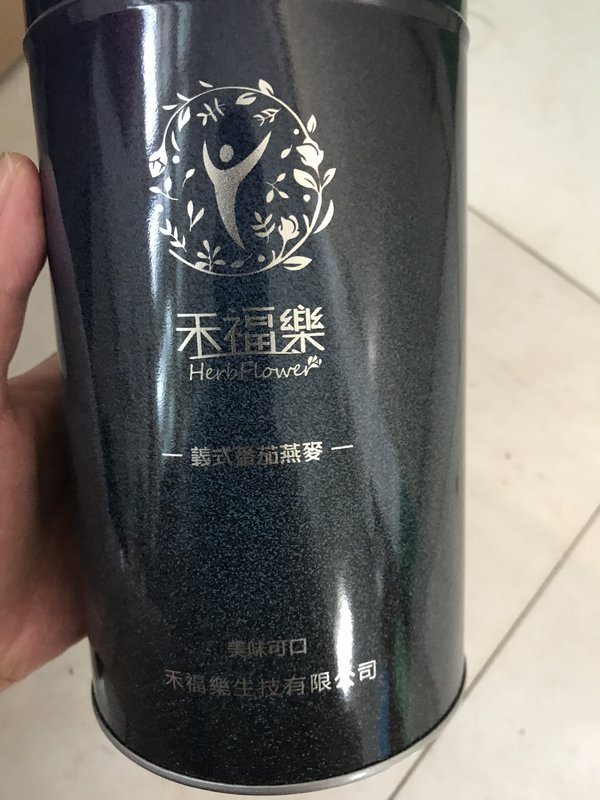 禾福樂
HerbFlower
義式番茄燕麥
美味可口
禾福樂生技有限公司